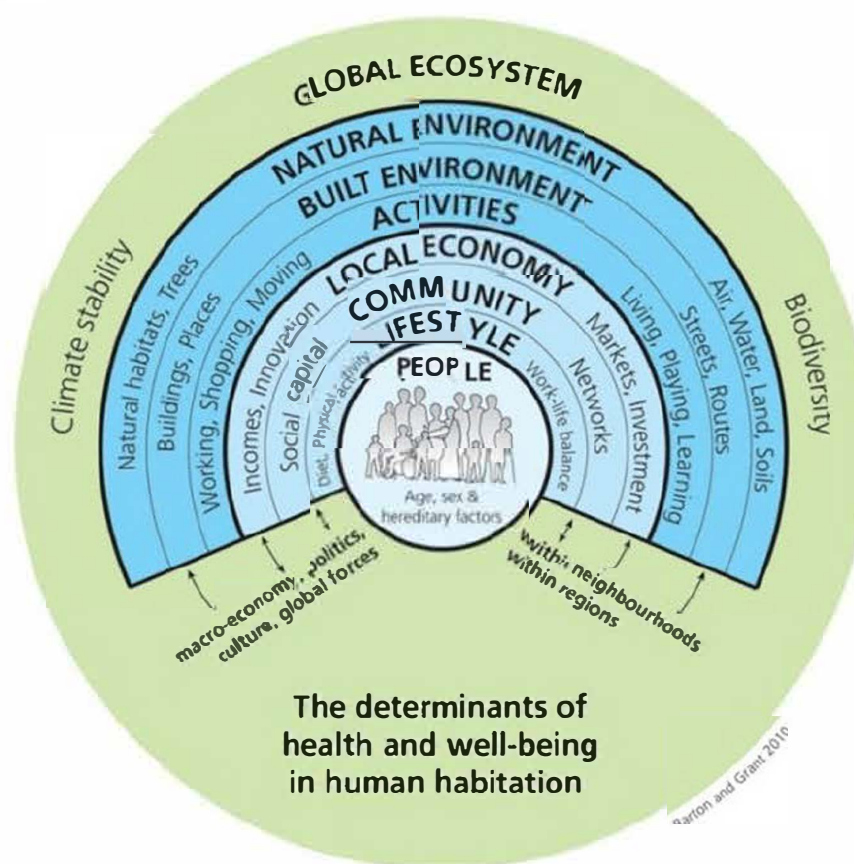 GLOBAL ECOSYSTEM
NATURAL ENVIRONMENT
BUILT ENVIRONMENT
ACTIVITIES
LOCAL ECONOMY
COMMUNITY
LIFESTYLE
PEOPLE
Age, sex &
hereditary factors
Climate stability
Natural habitats, Trees
Buildings, Places
Working, Shopping, Moving
Incomes, Innovation
Social capital
Diet, Physical activity
Work-life balance
Networks
Markets, Investment
Living, Playing, Learning
Streets, Routes
Air, Water, Land, Soils
Biodiversity
macro-economy, politics,
culture, global forces
within neighbourhoods
within regions
The determinants of
health and well-being
in human habitation
Barton and Grant 2010